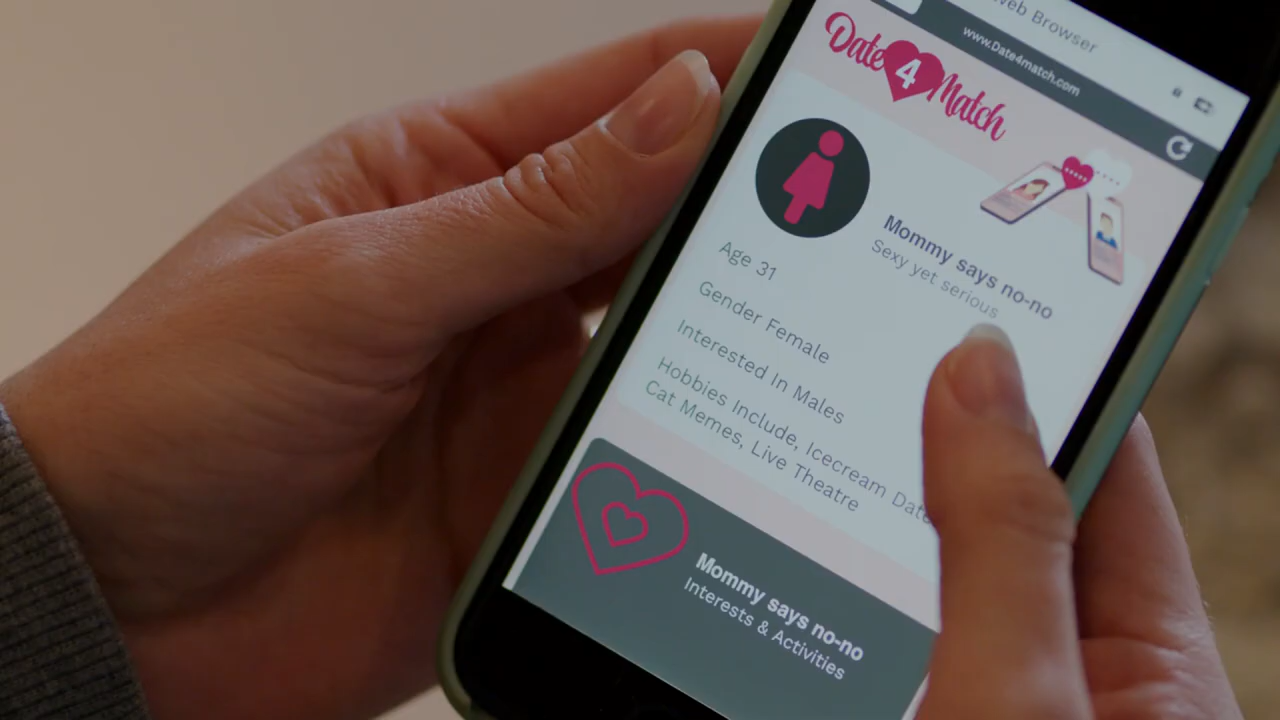 Web Browser
www.Date4match.com
Date 4 Match
Mommy says no-no
Sexy yet serious
Age 31
Gender Female
Interested In Males
Hobbies Include, Icecream
Cat Memes, Live Theatre
Mommy says no-no
Interests & Activities